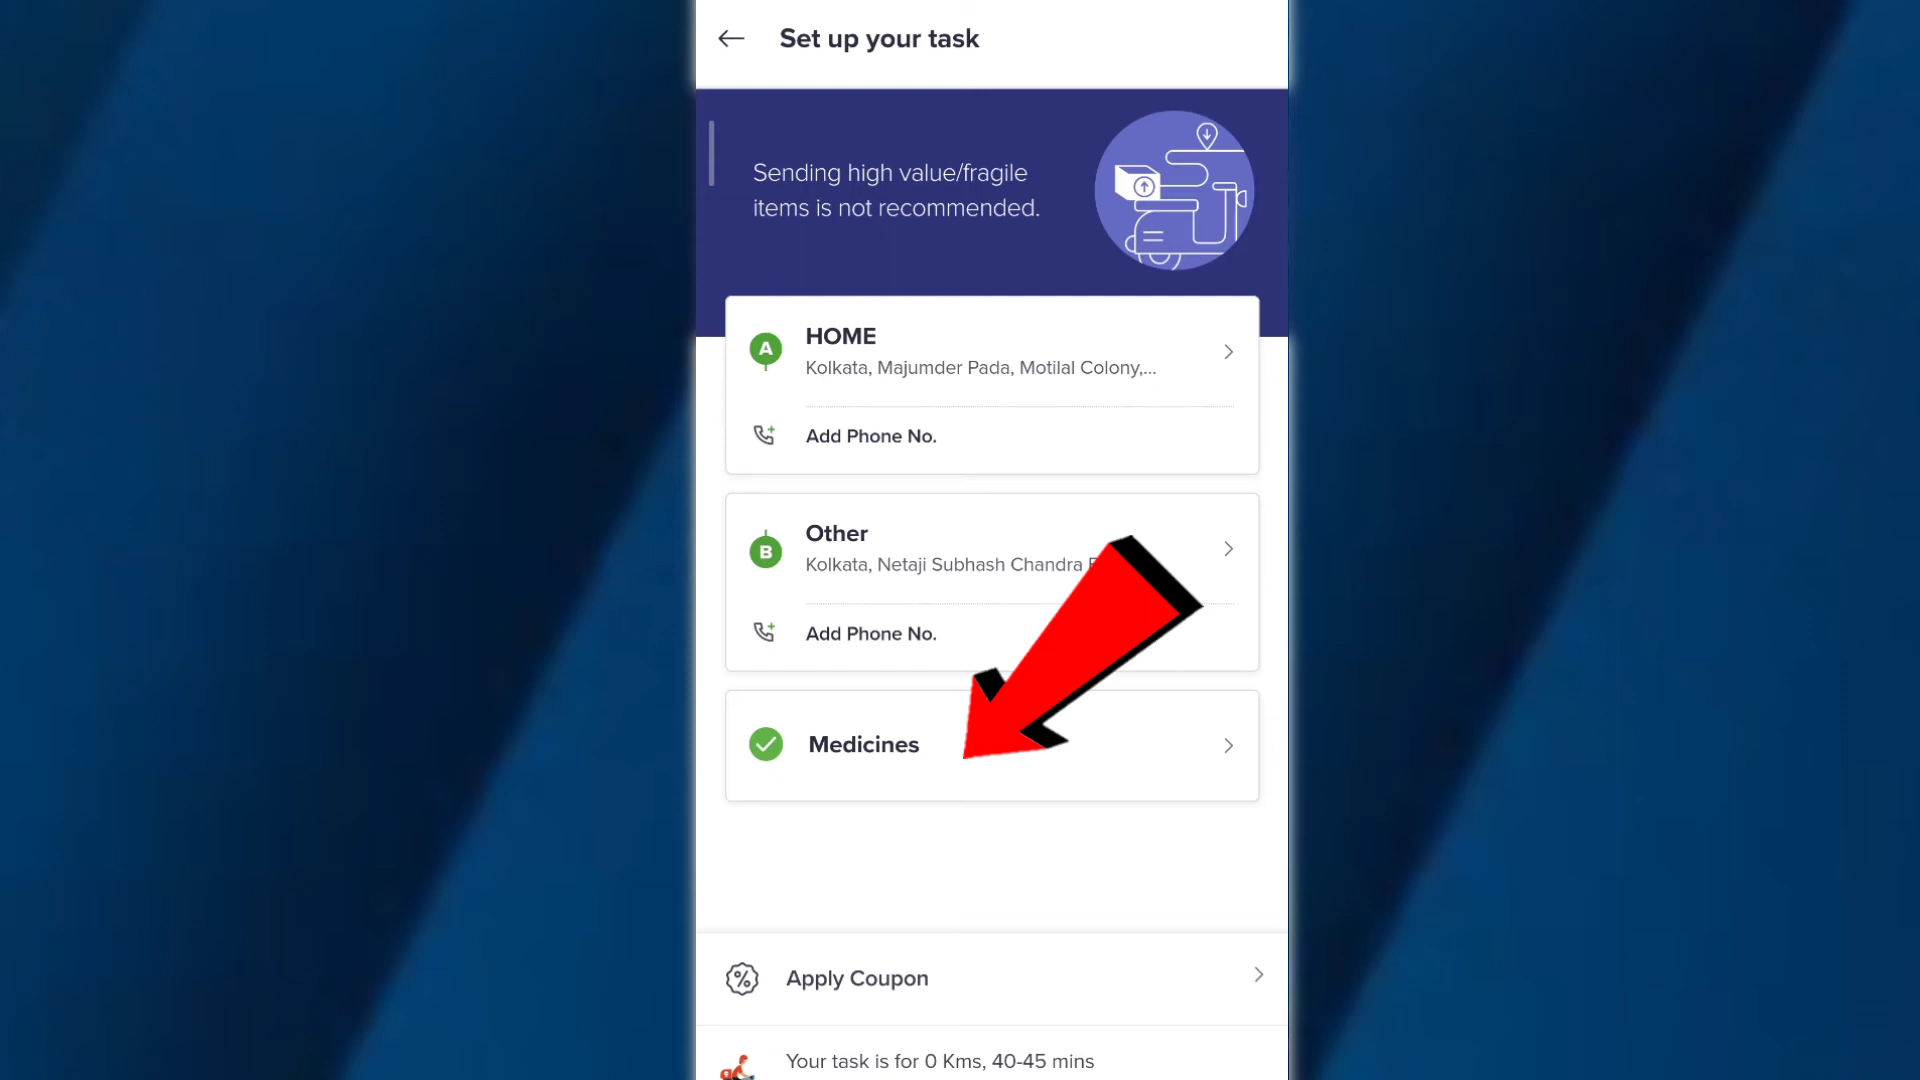 Set up your task
Sending high value/fragile
items is not recommended.
A
HOME
Kolkata, Majumder Pada, Motilal Colony,...
Add Phone No.
B
Other
Kolkata, Netaji Subhash Chandra
Add Phone No.
Medicines
Apply Coupon
Your task is for 0 Kms, 40-45 mins